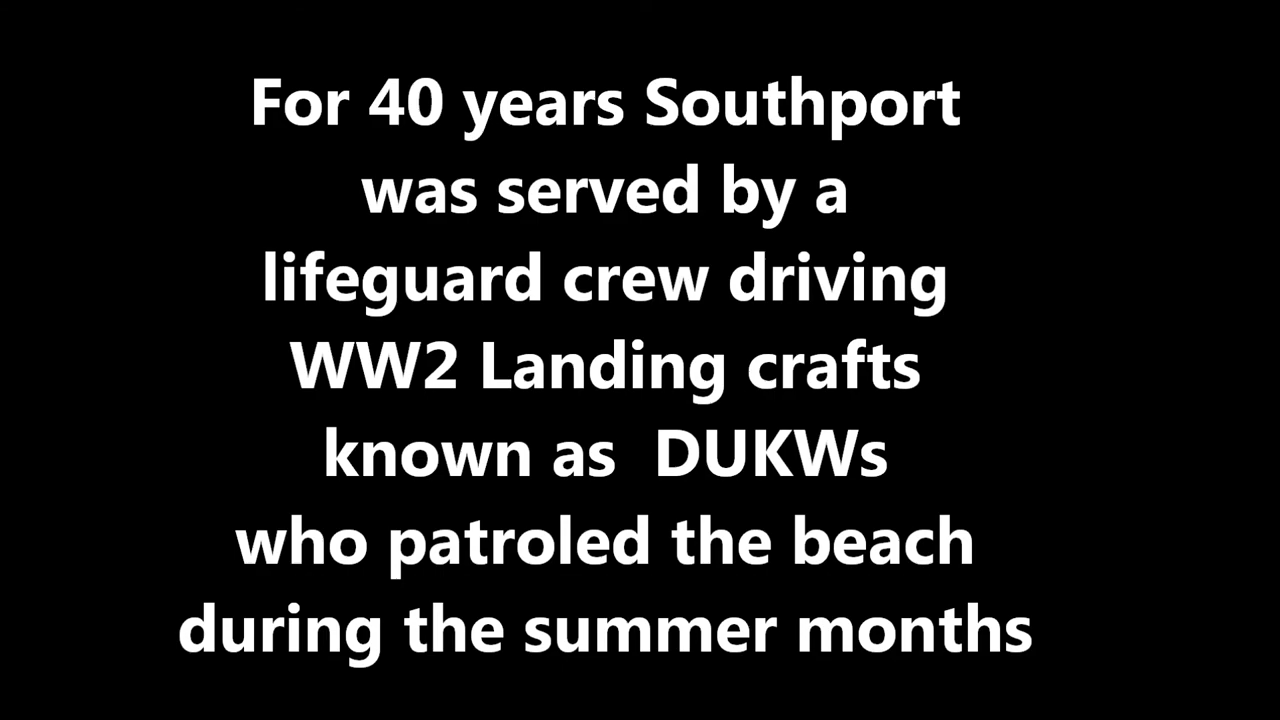 For 40 years Southport
was served by a
lifeguard crew driving
WW2 Landing crafts
known as  DUKWs
who patroled the beach
during the summer months